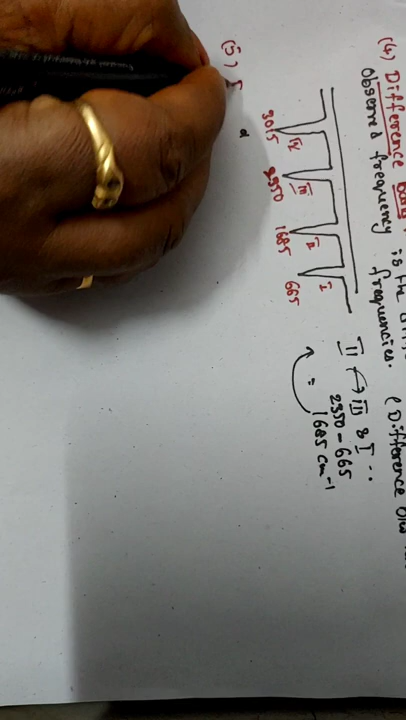 (4) Difference Band is the
Observed frequency frequencies. (Difference b/w
IV III II I
3015 2350 1685 665
II ↔ III & I ..
2350 - 665
= 1685 cm-1
(5)